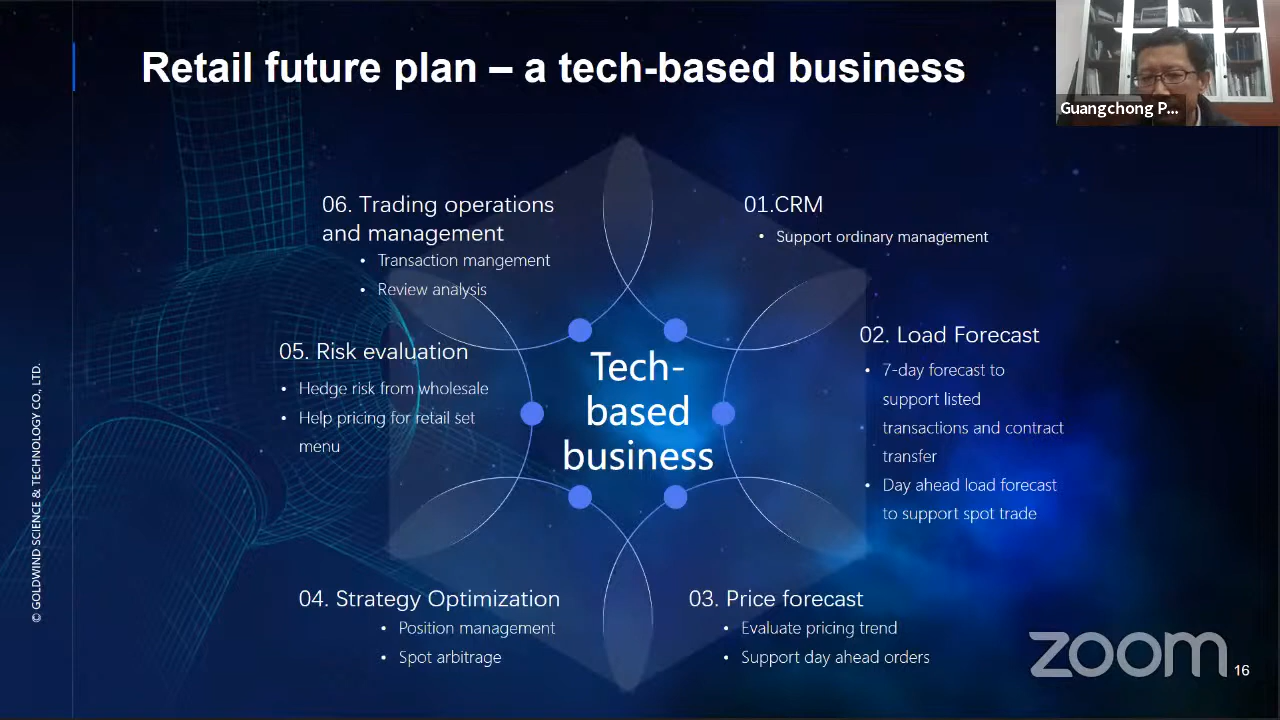 Retail future plan – a tech-based business
Guangchong P...
06. Trading operations
and management
• Transaction mangement
• Review analysis
01.CRM
• Support ordinary management
02. Load Forecast
• 7-day forecast to
support listed
transactions and contract
transfer
• Day ahead load forecast
to support spot trade
05. Risk evaluation
• Hedge risk from wholesale
• Help pricing for retail set
menu
Tech-
based
business
04. Strategy Optimization
• Position management
• Spot arbitrage
03. Price forecast
• Evaluate pricing trend
• Support day ahead orders
© GOLDWIND SCIENCE & TECHNOLOGY CO., LTD.
zoom
16